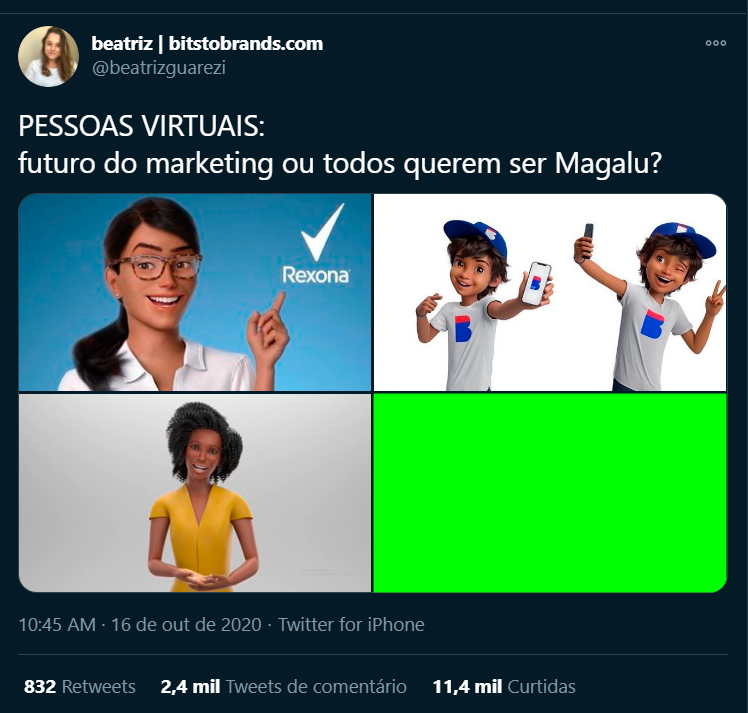 beatriz | bitstobrands.com
@beatrizguarezi
PESSOAS VIRTUAIS:
futuro do marketing ou todos querem ser Magalu?
Rexona
B
B
B
10:45 AM · 16 de out de 2020 · Twitter for iPhone
832 Retweets 2,4 mil Tweets de comentário 11,4 mil Curtidas